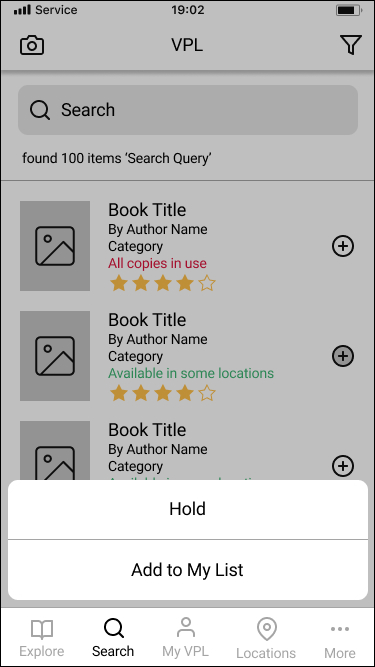 Service
19:02
VPL
Search
found 100 items ‘Search Query’
Book Title
By Author Name
Category
All copies in use
Book Title
By Author Name
Category
Available in some locations
Book Title
By Author Name
Category
Hold
Add to My List
Explore
Search
My VPL
Locations
More